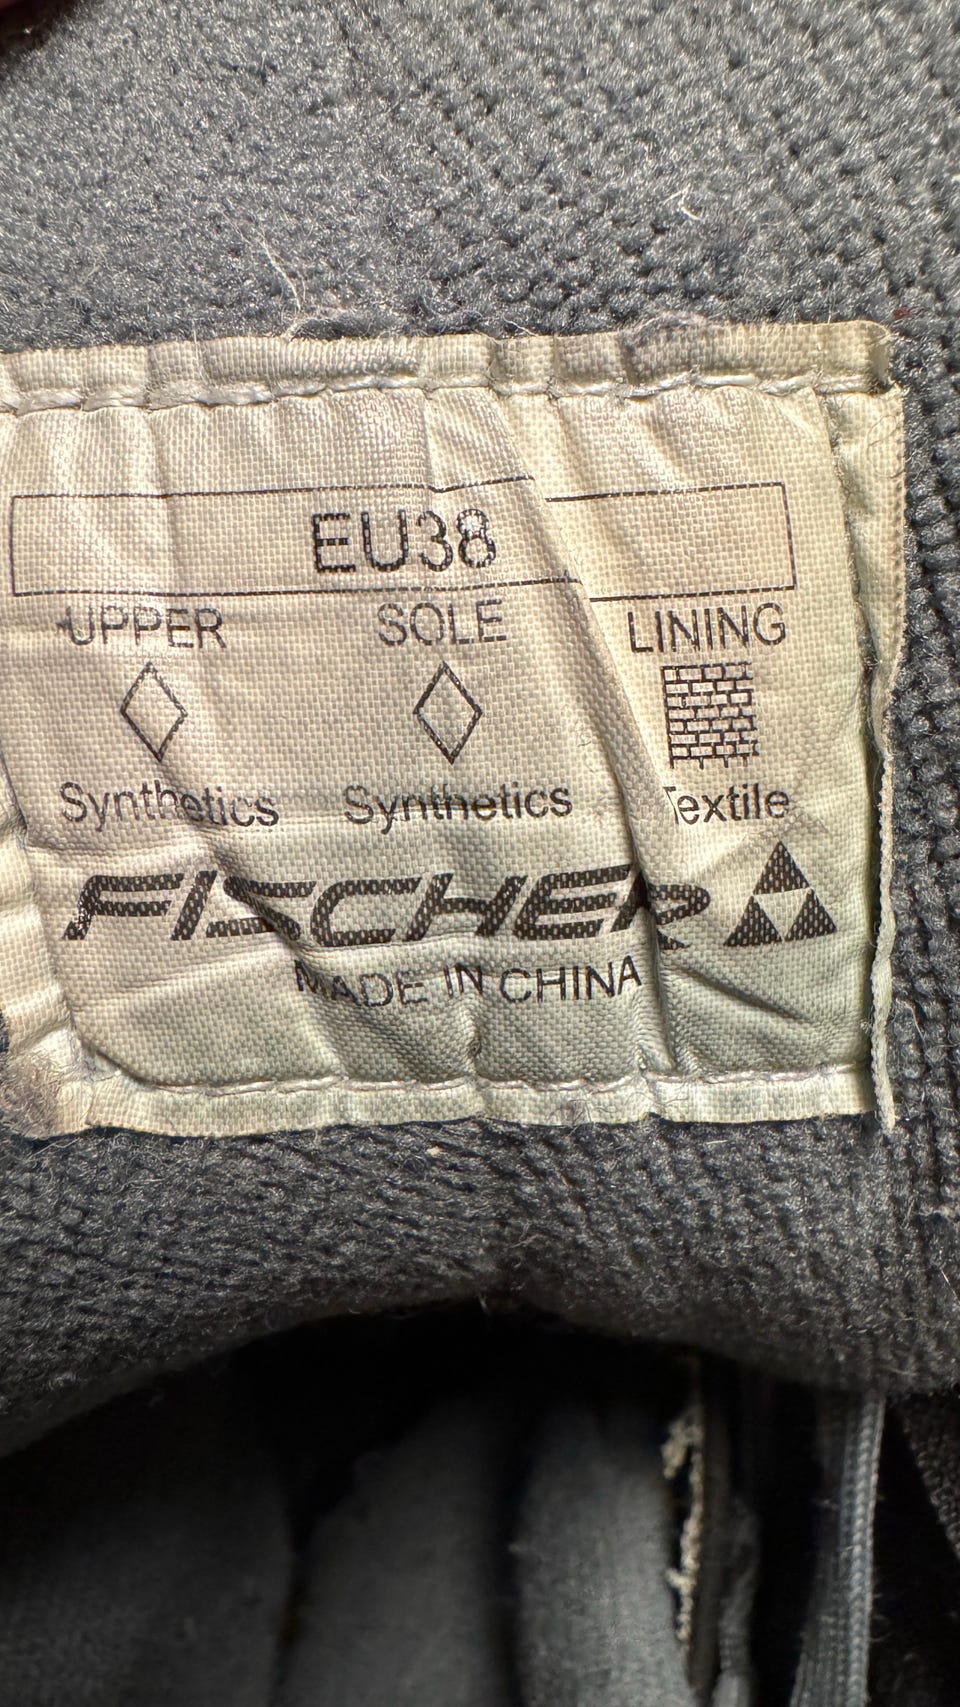 EU38
UPPER SOLE LINING
Synthetics Synthetics Textile
FISCHER
MADE IN CHINA